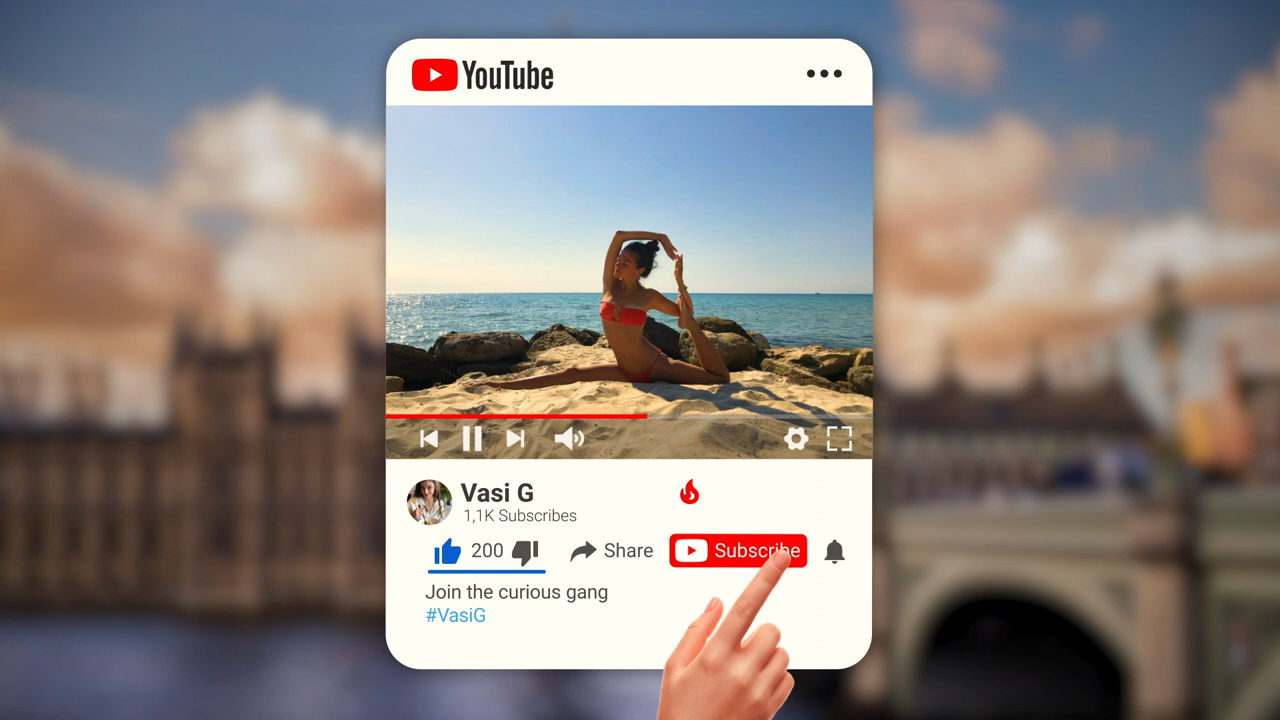 YouTube
Vasi G
1,1K Subscribes
200
Share
Subscribe
Join the curious gang
#VasiG